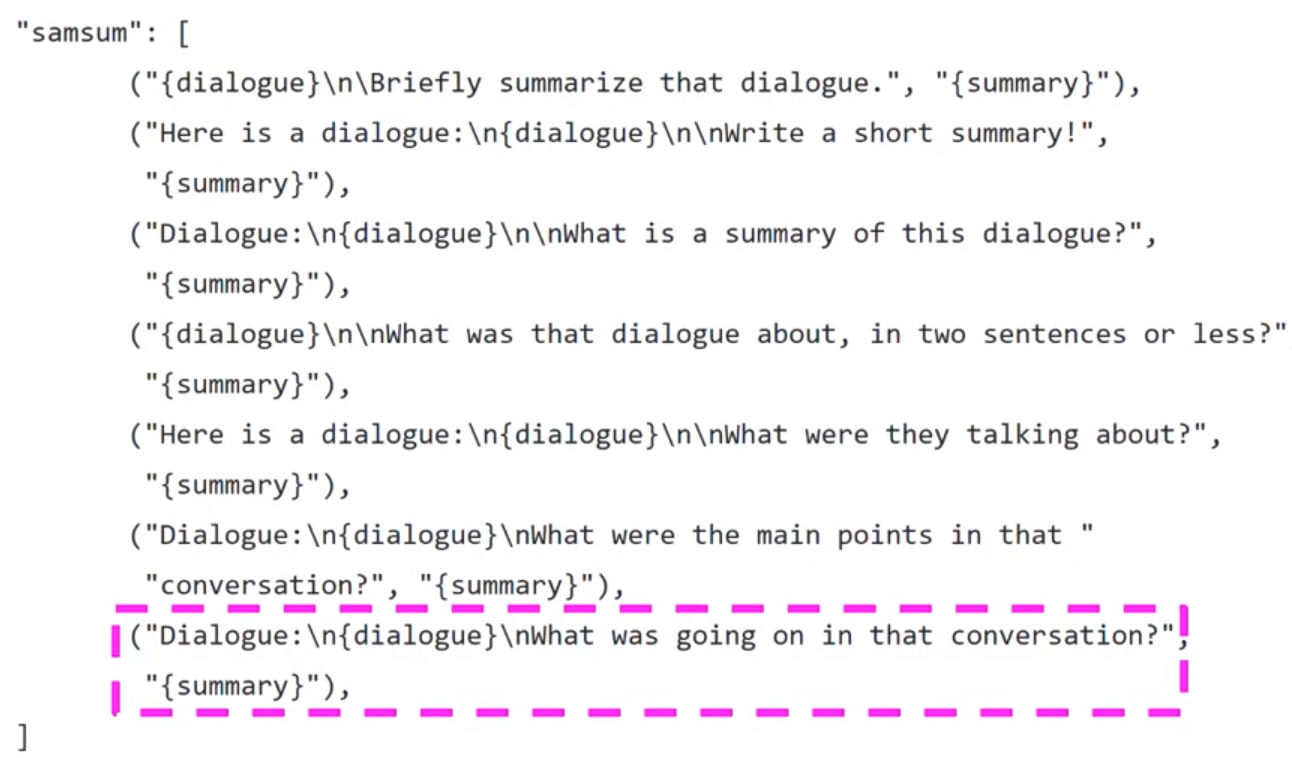 "samsum": [
("{dialogue}\n\Briefly summarize that dialogue.", "{summary}"),
("Here is a dialogue:\n{dialogue}\n\nWrite a short summary!",
"{summary}"),
("Dialogue:\n{dialogue}\n\nWhat is a summary of this dialogue?",
"{summary}"),
("{dialogue}\n\nWhat was that dialogue about, in two sentences or less?"
"{summary}"),
("Here is a dialogue:\n{dialogue}\n\nWhat were they talking about?",
"{summary}"),
("Dialogue:\n{dialogue}\nWhat were the main points in that "
"conversation?", "{summary}"),
("Dialogue:\n{dialogue}\nWhat was going on in that conversation?",
"{summary}"),
]